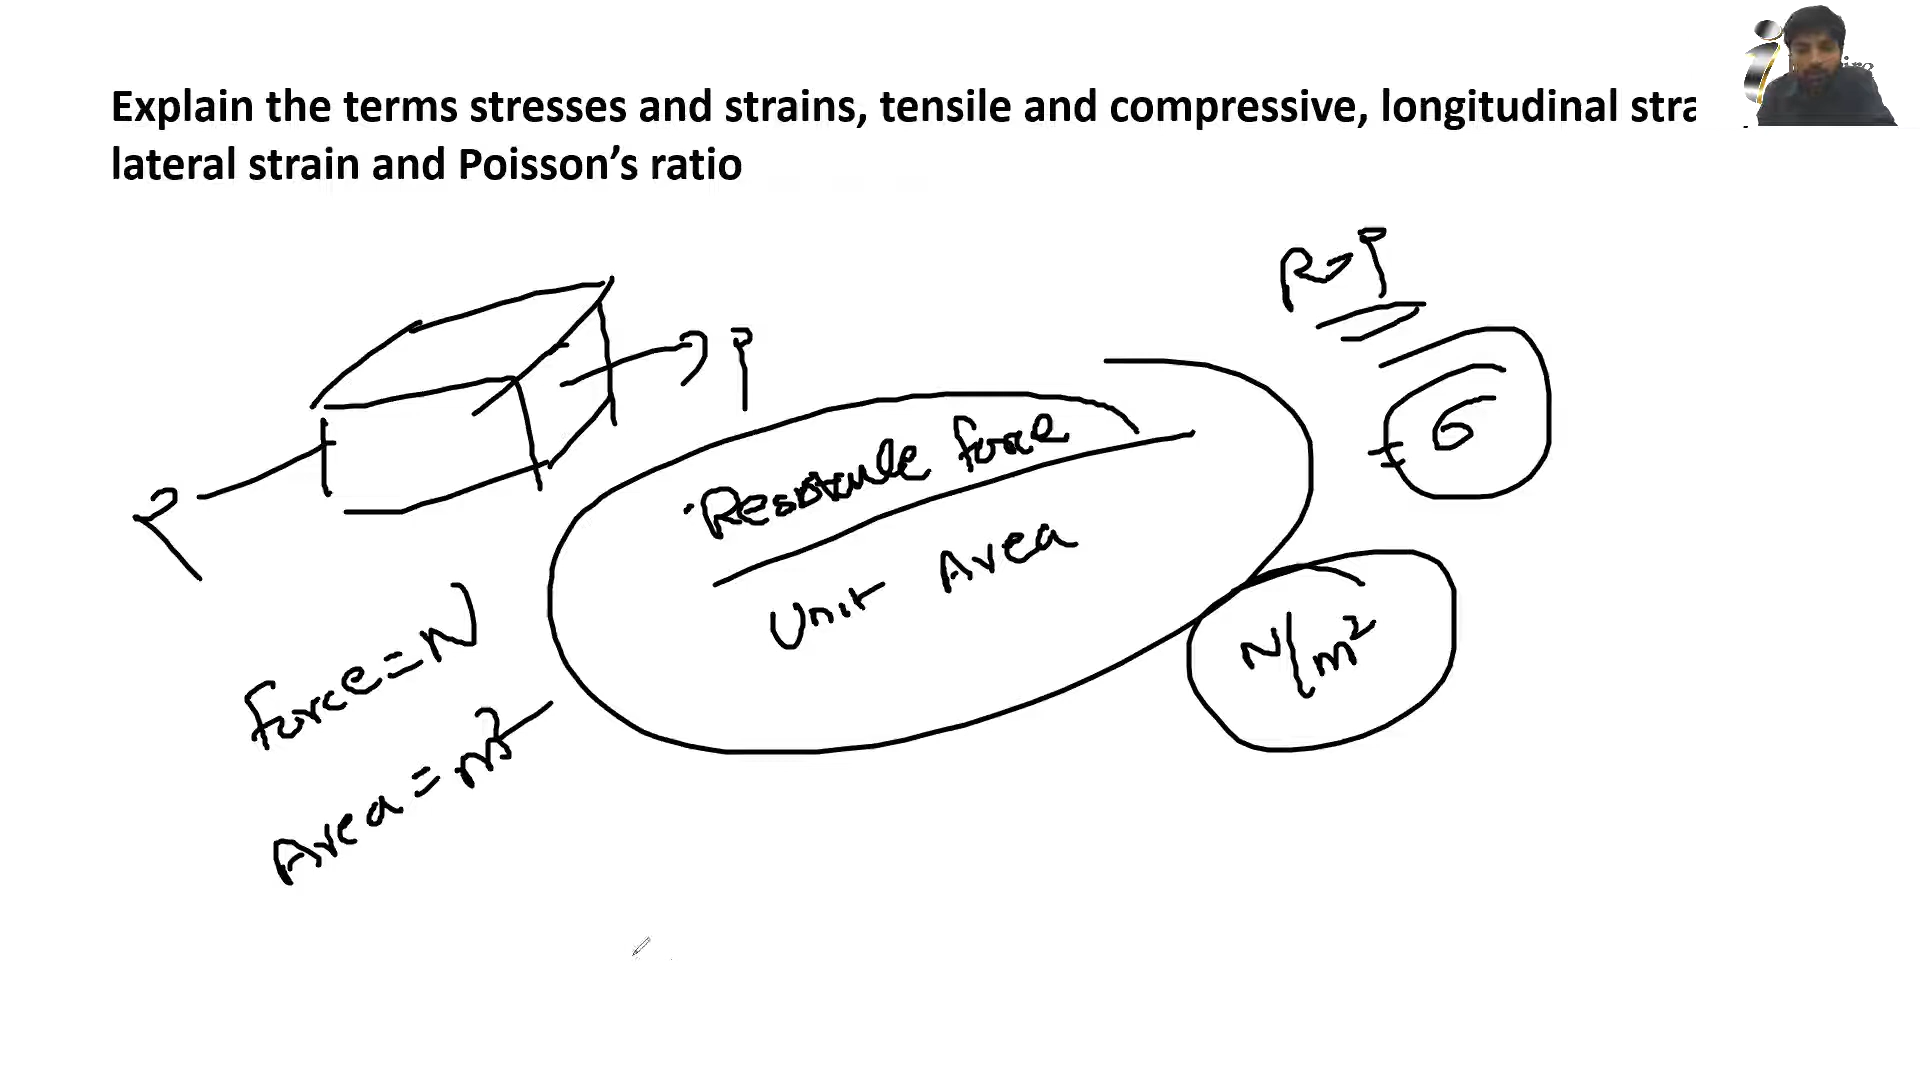 Explain the terms stresses and strains, tensile and compressive, longitudinal stra
lateral strain and Poisson's ratio
R=P
P
force
Unit Area
= σ
P
N/m²
force = N
Area = m²